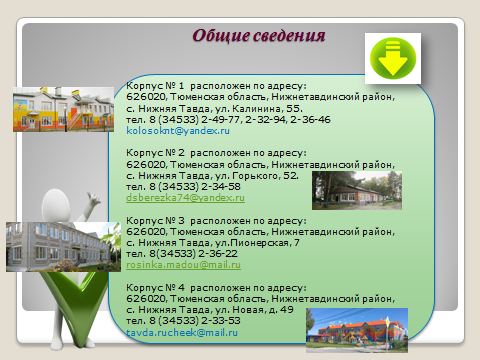 Общие сведения
Корпус № 1 расположен по адресу:
626020, Тюменская область, Нижнетавдинский район,
с. Нижняя Тавда, ул. Калинина, 55.
тел. 8 (34533) 2-49-77, 2-32-94, 2-36-46
kolosoknt@yandex.ru
Корпус № 2 расположен по адресу:
626020, Тюменская область, Нижнетавдинский район,
с. Нижняя Тавда, ул. Горького, 52.
тел. 8 (34533) 2-34-58
dsberezka74@yandex.ru
Корпус № 3 расположен по адресу:
626020, Тюменская область, Нижнетавдинский район,
с. Нижняя Тавда, ул.Пионерская, 7
тел. 8(34533) 2-36-22
rosinka.madou@mail.ru
Корпус № 4 расположен по адресу:
626020, Тюменская область, Нижнетавдинский район,
с. Нижняя Тавда, ул. Новая, д. 49
тел. 8 (34533) 2-33-53
tavda.rucheek@mail.ru